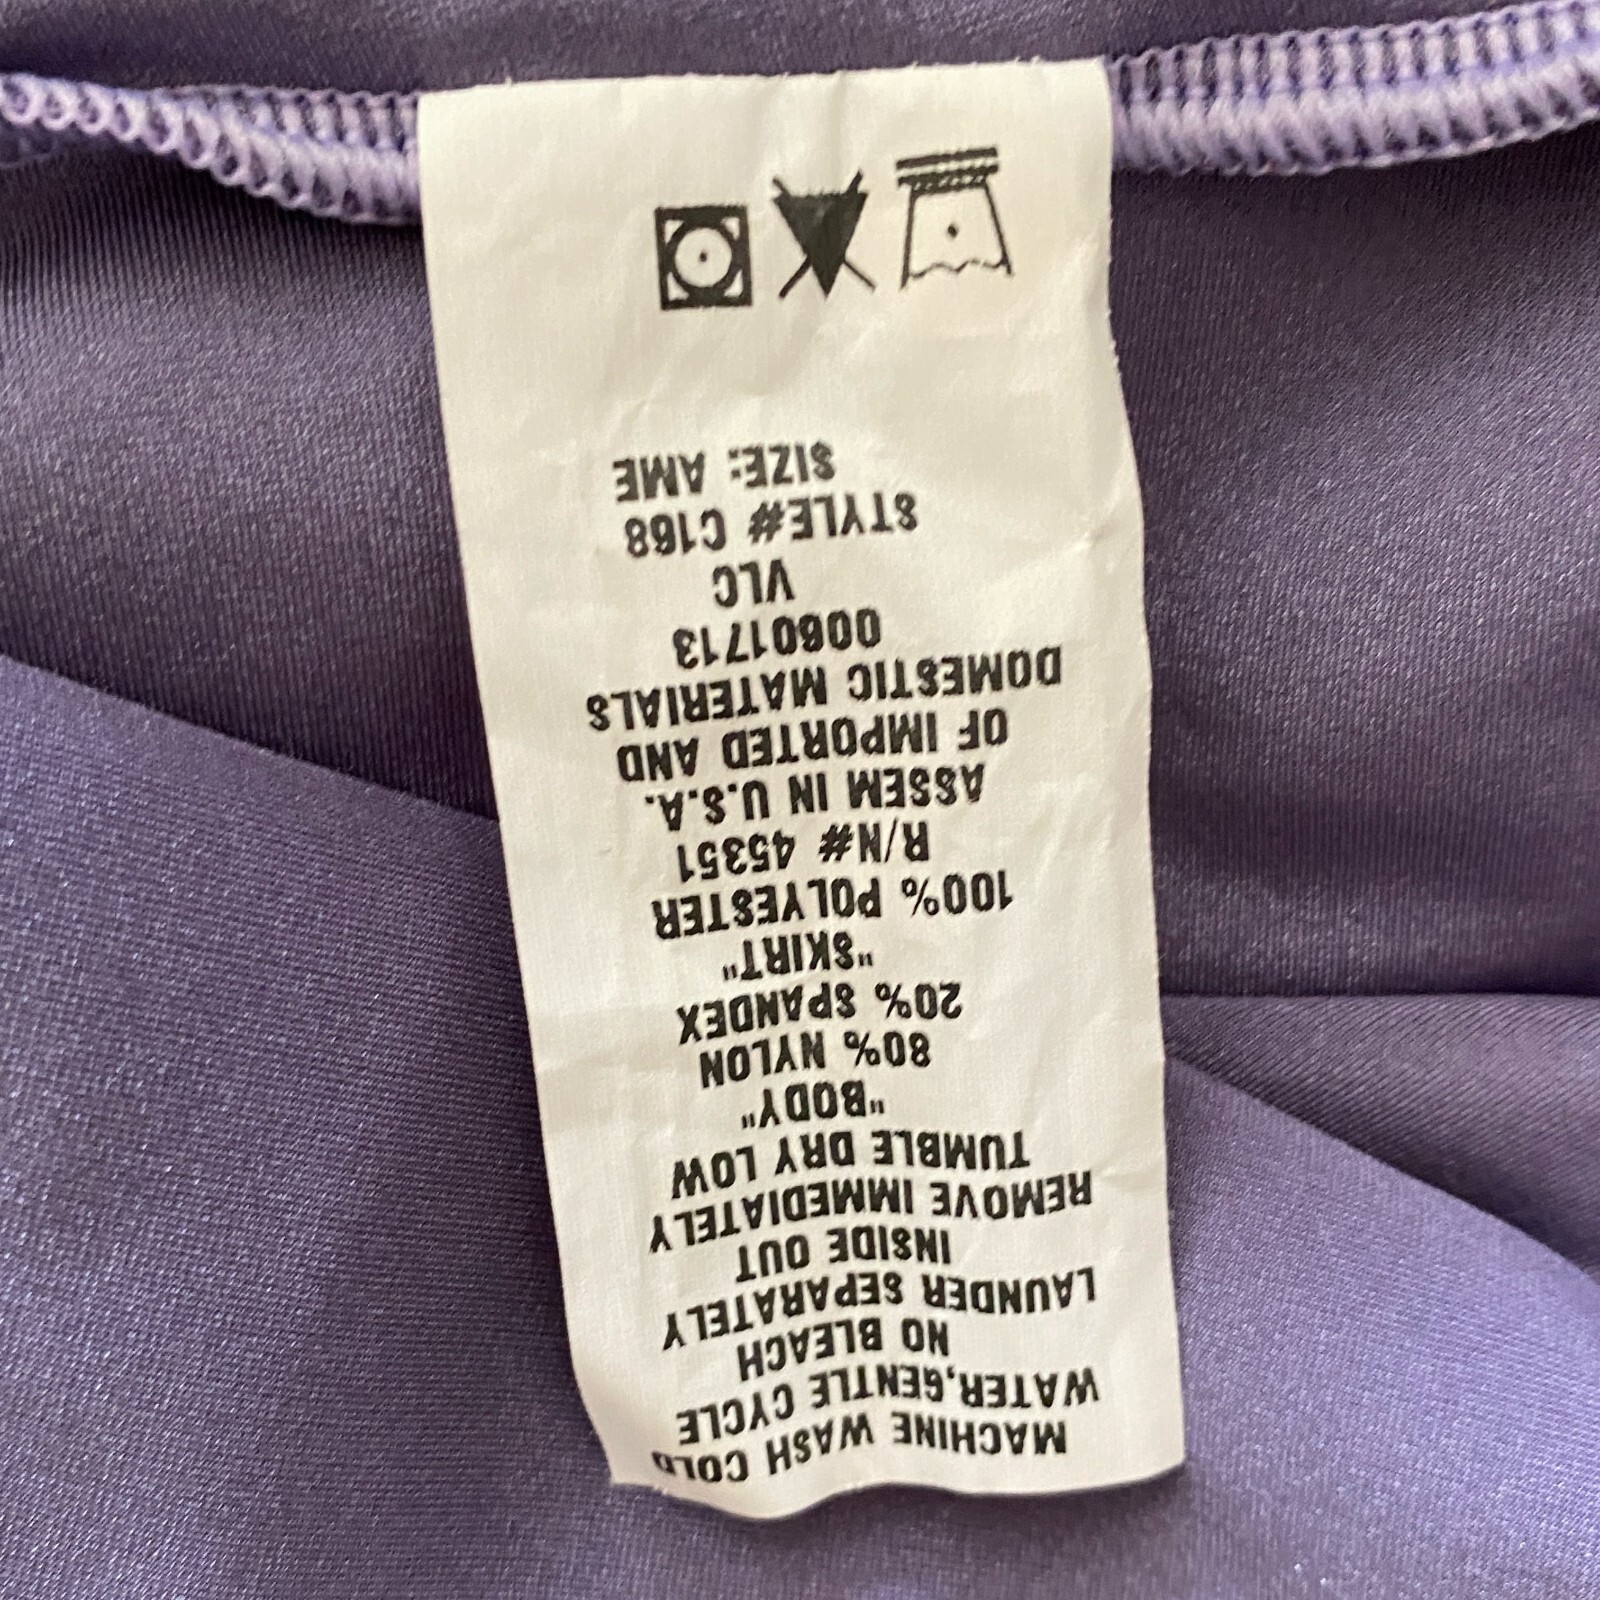 MACHINE WASH COLD
WATER,GENTLE CYCLE
NO BLEACH
LAUNDER SEPARATELY
INSIDE OUT
REMOVE IMMEDIATELY
TUMBLE DRY LOW
"BODY"
80% NYLON
20% SPANDEX
"SKIRT"
100% POLYESTER
R/N# 45351
ASSEM IN U.S.A.
OF IMPORTED AND
DOMESTIC MATERIALS
00601713
VLC
STYLE# C168
SIZE: AME